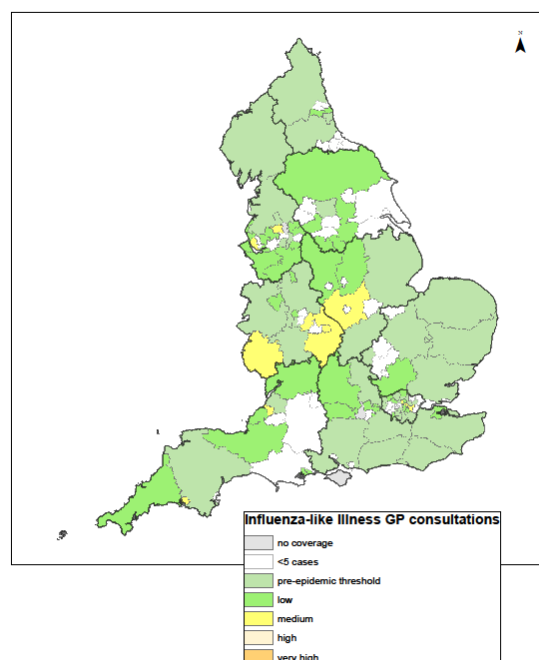 N
Influenza-like Illness GP consultations
no coverage
<5 cases
pre-epidemic threshold
low
medium
high
very high